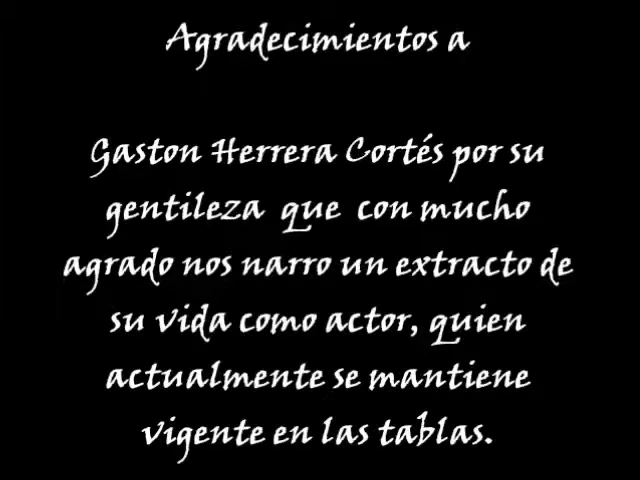 Agradecimientos a
Gaston Herrera Cortés por su
gentileza que con mucho
agrado nos narro un extracto de
su vida como actor, quien
actualmente se mantiene
vigente en las tablas.